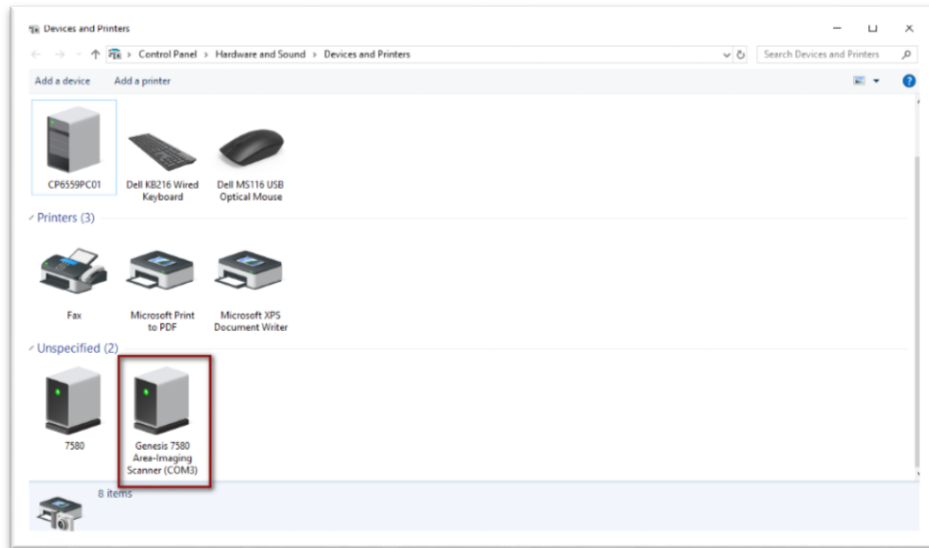 Devices and Printers
Control Panel > Hardware and Sound > Devices and Printers
Search Devices and Printers
Add a device Add a printer
CP6559PC01
Dell KB216 Wired
Keyboard
Dell MS116 USB
Optical Mouse
Printers (3)
Fax
Microsoft Print
to PDF
Microsoft XPS
Document Writer
Unspecified (2)
7580
Genesis 7580
Area-Imaging
Scanner (COM3)
8 items